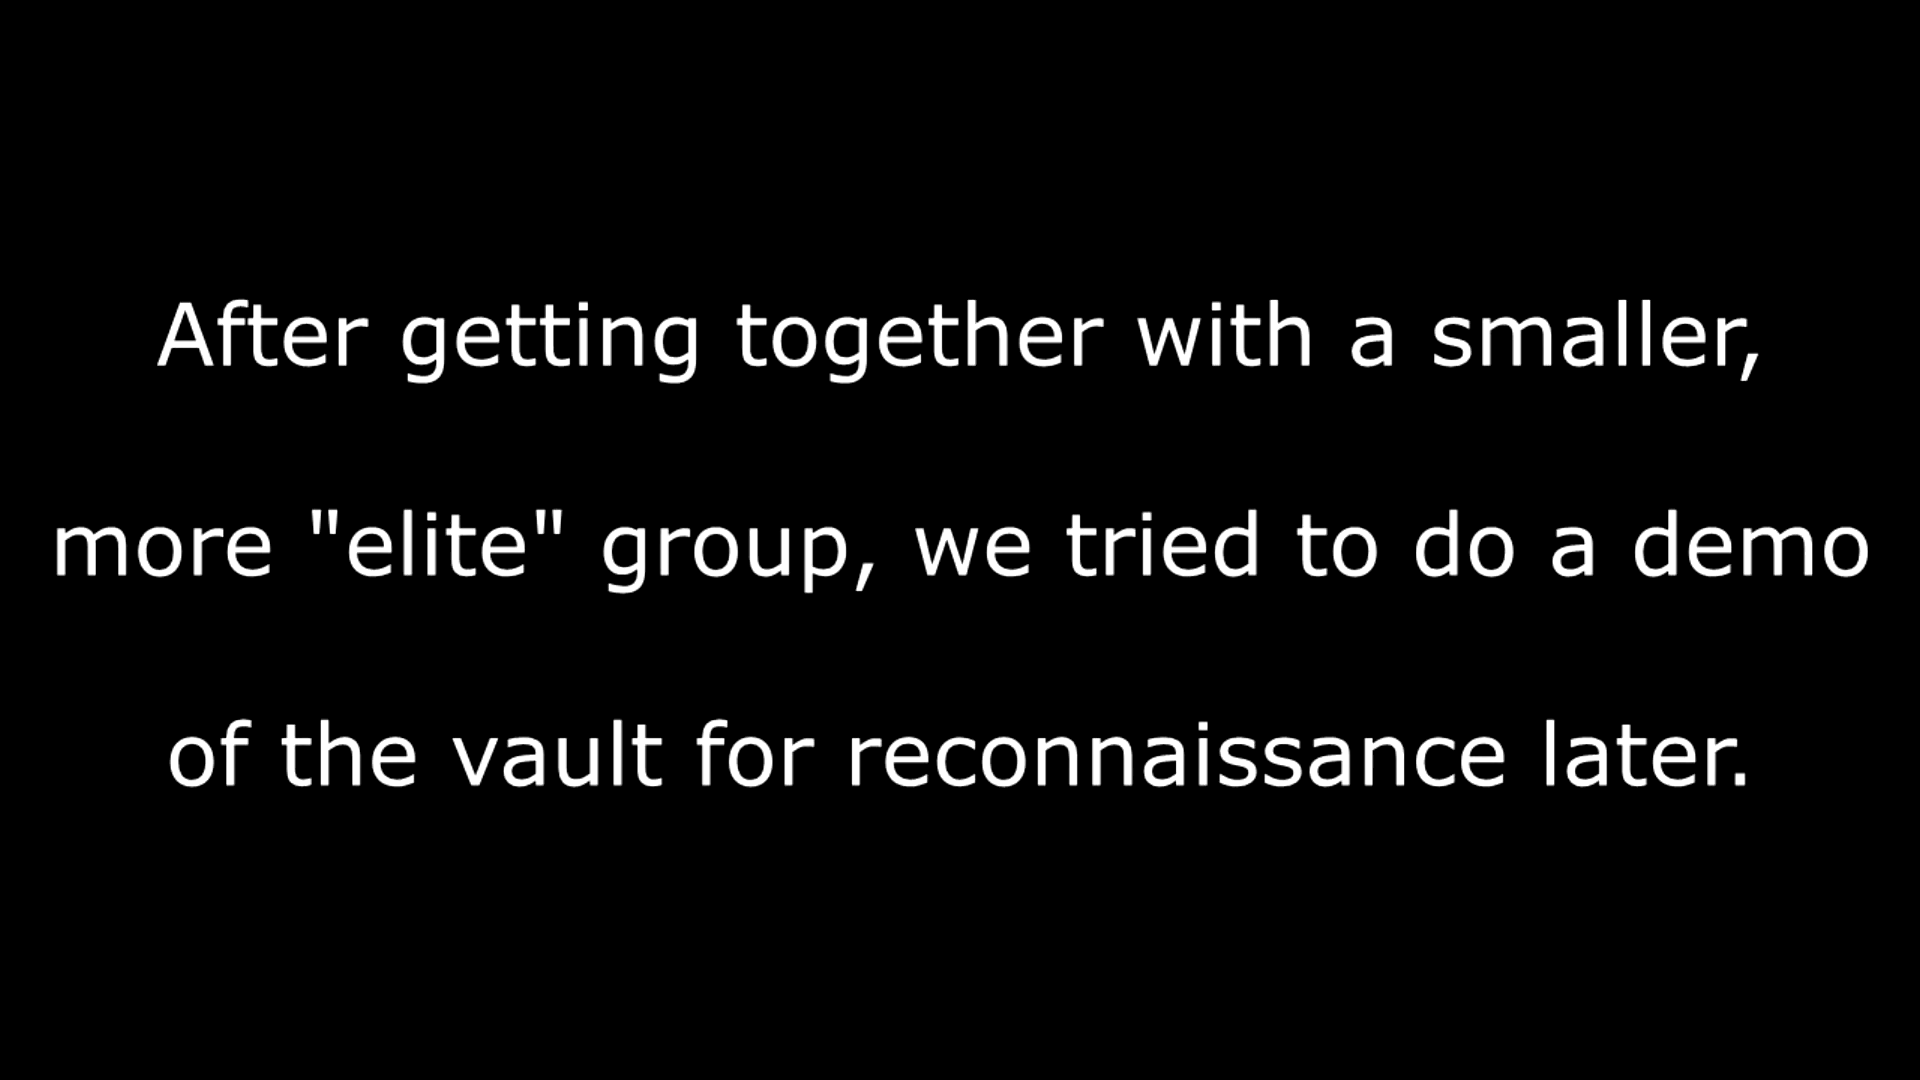 After getting together with a smaller,
more "elite" group, we tried to do a demo
of the vault for reconnaissance later.